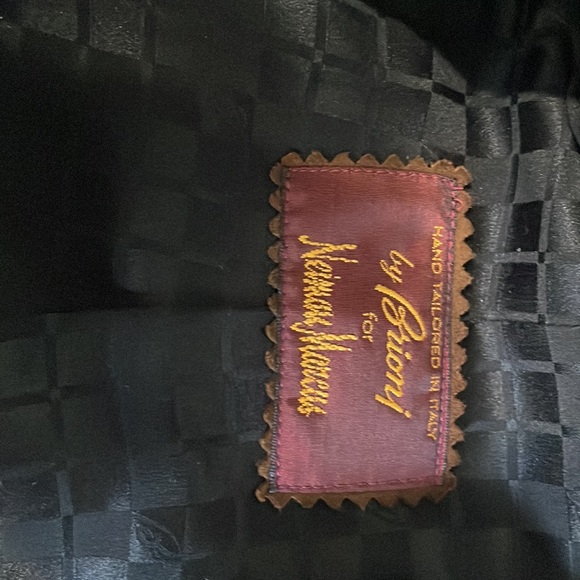 HAND TAILORED IN ITALY
by Brioni
for
Neiman Marcus